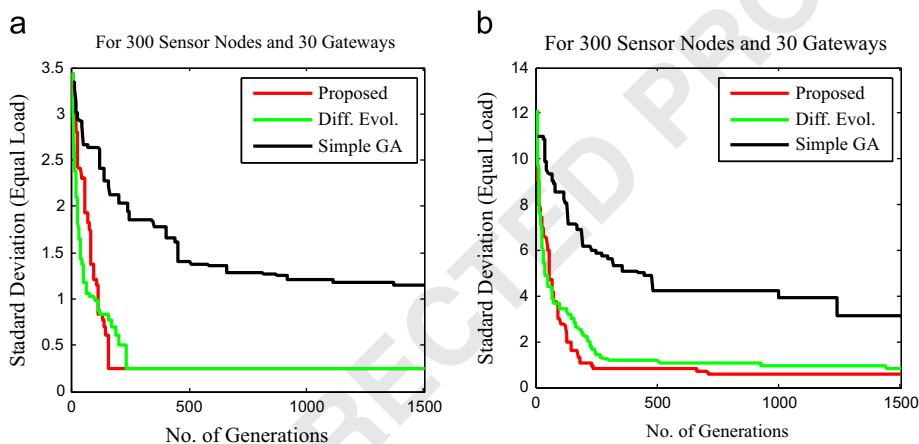 a
For 300 Sensor Nodes and 30 Gateways
Stadard Deviation (Equal Load)
3.5
3
2.5
2
1.5
1
0.5
0
Proposed
Diff. Evol.
Simple GA
0
500
1000
1500
No. of Generations
b
For 300 Sensor Nodes and 30 Gateways
Stadard Deviation (Equal Load)
14
12
10
8
6
4
2
0
Proposed
Diff. Evol.
Simple GA
0
500
1000
1500
No. of Generations
RECTED PRO